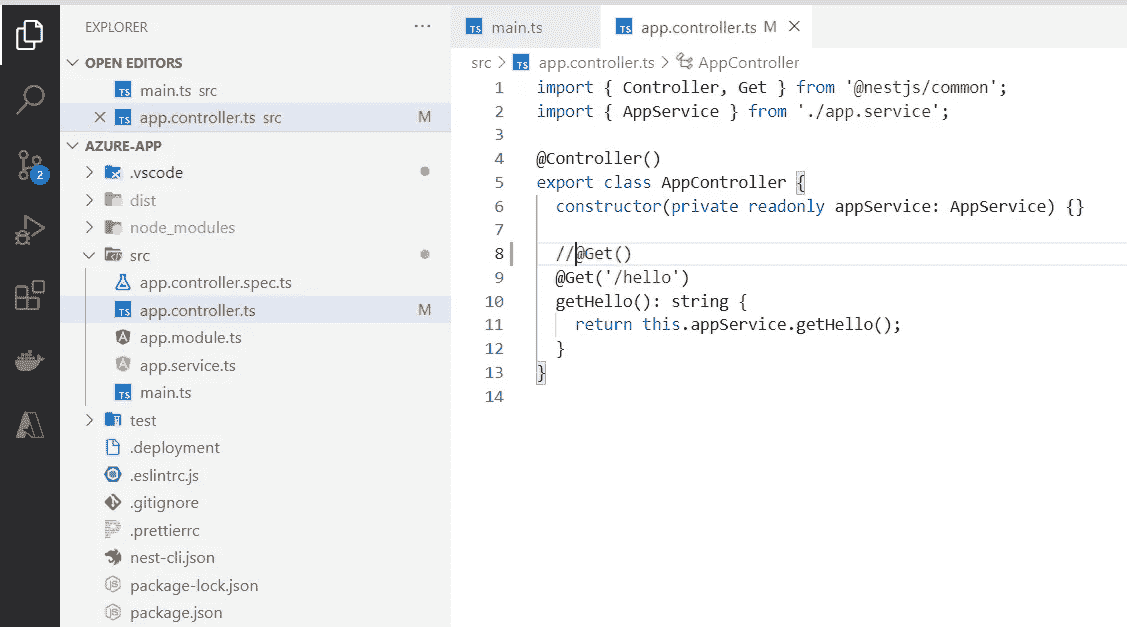 EXPLORER ...
OPEN EDITORS
TS main.ts src
TS app.controller.ts src M
AZURE-APP
.vscode
dist
node_modules
src
app.controller.spec.ts
TS app.controller.ts M
app.module.ts
app.service.ts
TS main.ts
test
.deployment
.eslintrc.js
.gitignore
.prettierrc
nest-cli.json
package-lock.json
package.json
2
TS main.ts
TS app.controller.ts M
src > TS app.controller.ts > AppController
1 import { Controller, Get } from '@nestjs/common';
2 import { AppService } from './app.service';
3
4 @Controller()
5 export class AppController {
6 constructor(private readonly appService: AppService) {}
7
8 //@Get()
9 @Get('/hello')
10 getHello(): string {
11 return this.appService.getHello();
12 }
13 }
14